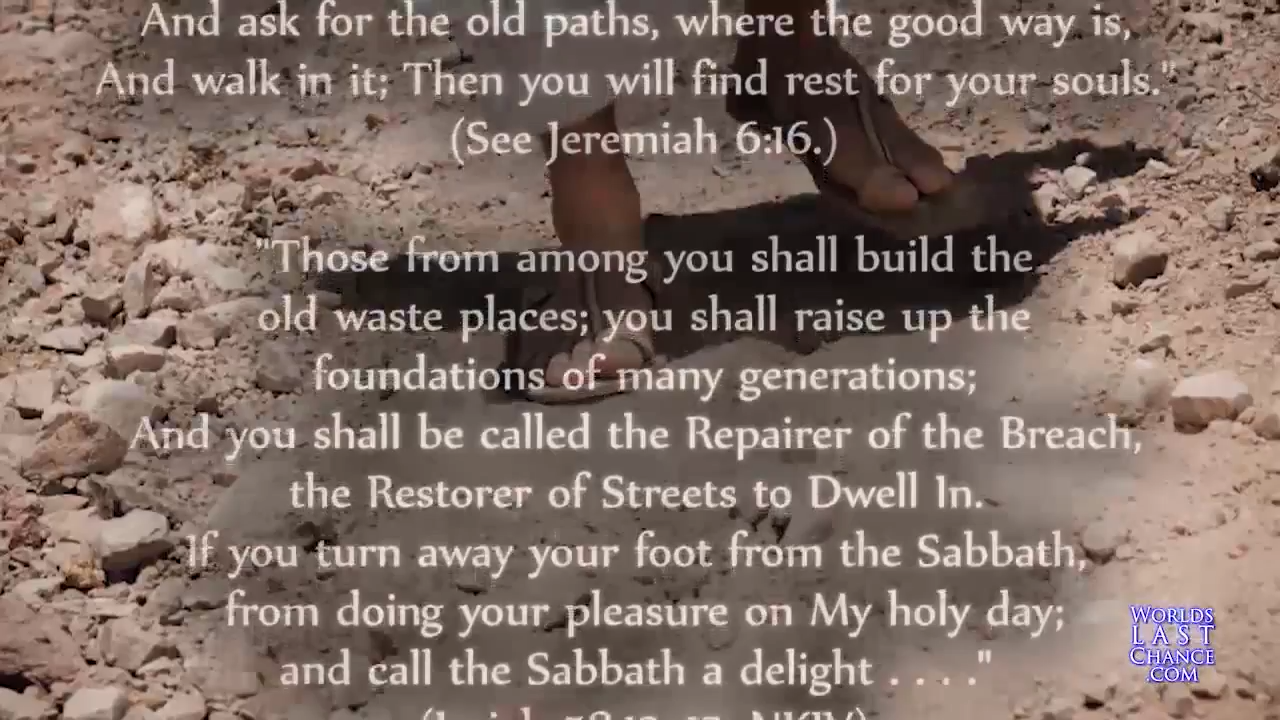 And ask for the old paths, where the good way is,
And walk in it; Then you will find rest for your souls."
(See Jeremiah 6:16.)
"Those from among you shall build the
old waste places; you shall raise up the
foundations of many generations;
And you shall be called the Repairer of the Breach,
the Restorer of Streets to Dwell In.
If you turn away your foot from the Sabbath,
from doing your pleasure on My holy day;
and call the Sabbath a delight . . . ."
WORLDS
LAST
CHANCE
.COM